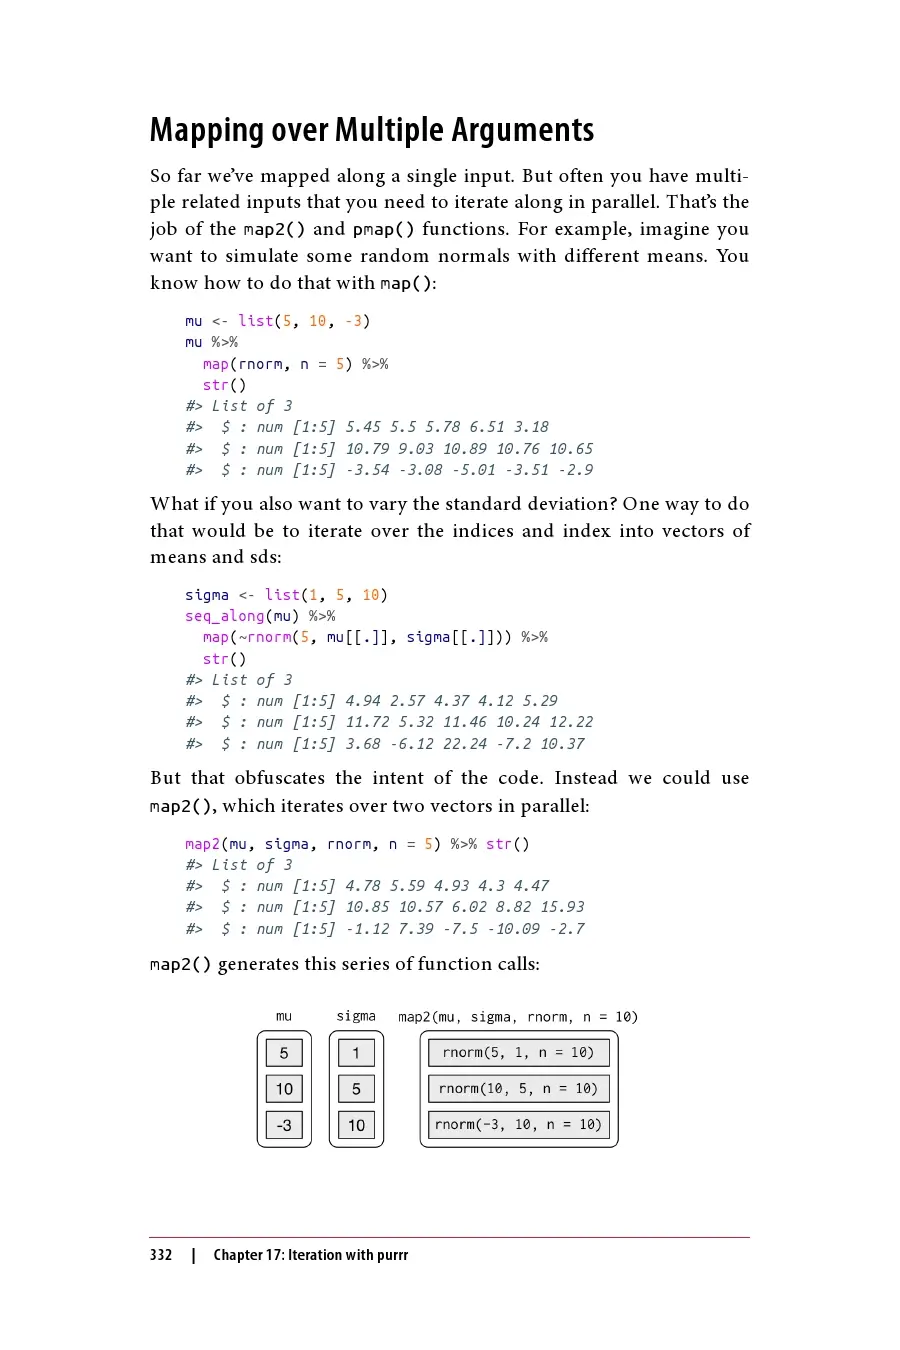 Mapping over Multiple Arguments
So far we’ve mapped along a single input. But often you have multi-
ple related inputs that you need to iterate along in parallel. That’s the
job of the map2() and pmap() functions. For example, imagine you
want to simulate some random normals with different means. You
know how to do that with map():
mu <- list(5, 10, -3)
mu %>%
  map(rnorm, n = 5) %>%
  str()
#> List of 3
#>  $ : num [1:5] 5.45 5.5 5.78 6.51 3.18
#>  $ : num [1:5] 10.79 9.03 10.89 10.76 10.65
#>  $ : num [1:5] -3.54 -3.08 -5.01 -3.51 -2.9
What if you also want to vary the standard deviation? One way to do
that would be to iterate over the indices and index into vectors of
means and sds:
sigma <- list(1, 5, 10)
seq_along(mu) %>%
  map(~rnorm(5, mu[[.]], sigma[[.]])) %>%
  str()
#> List of 3
#>  $ : num [1:5] 4.94 2.57 4.37 4.12 5.29
#>  $ : num [1:5] 11.72 5.32 11.46 10.24 12.22
#>  $ : num [1:5] 3.68 -6.12 22.24 -7.2 10.37
But that obfuscates the intent of the code. Instead we could use
map2(), which iterates over two vectors in parallel:
map2(mu, sigma, rnorm, n = 5) %>% str()
#> List of 3
#>  $ : num [1:5] 4.78 5.59 4.93 4.3 4.47
#>  $ : num [1:5] 10.85 10.57 6.02 8.82 15.93
#>  $ : num [1:5] -1.12 7.39 -7.5 -10.09 -2.7
map2() generates this series of function calls:
mu sigma map2(mu, sigma, rnorm, n = 10)
5 1 rnorm(5, 1, n = 10)
10 5 rnorm(10, 5, n = 10)
-3 10 rnorm(-3, 10, n = 10)
332 | Chapter 17: Iteration with purrr